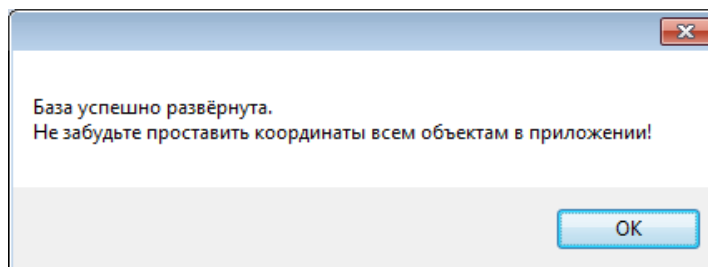 База успешно развёрнута.
Не забудьте проставить координаты всем объектам в приложении!
OK